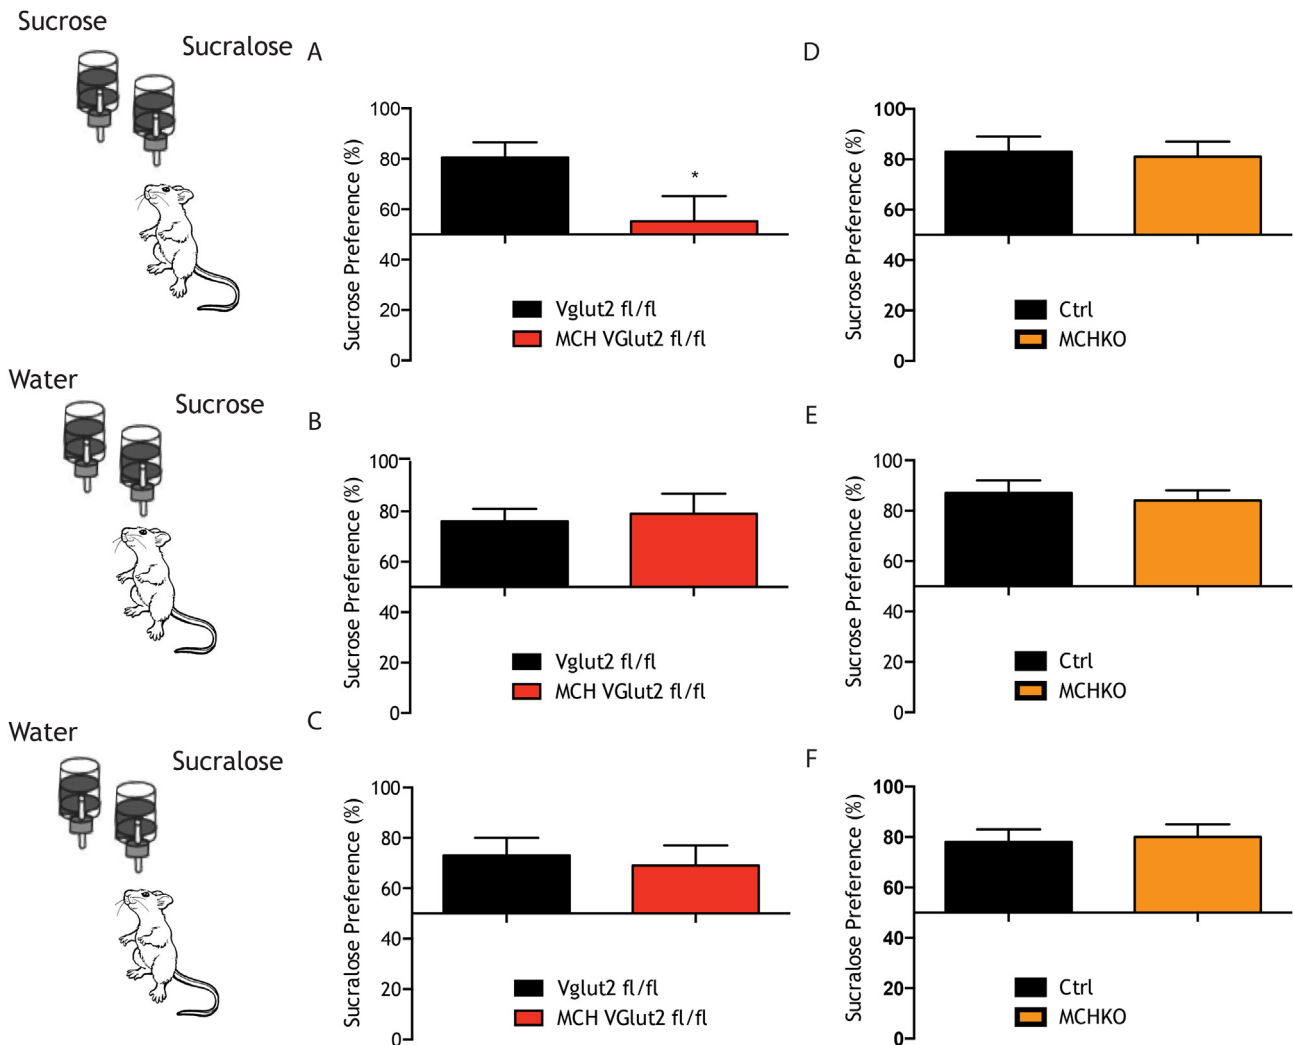 Sucrose
Sucralose
A
Sucrose Preference (%)
100
80
60
40
20
0
*
Vglut2 fl/fl
MCH VGlut2 fl/fl
D
Sucrose Preference (%)
100
80
60
40
20
0
Ctrl
MCHKO
Water
Sucrose
B
Sucrose Preference (%)
100
80
60
40
20
0
Vglut2 fl/fl
MCH VGlut2 fl/fl
E
Sucrose Preference (%)
100
80
60
40
20
0
Ctrl
MCHKO
Water
Sucralose
C
Sucralose Preference (%)
100
80
60
40
20
0
Vglut2 fl/fl
MCH VGlut2 fl/fl
F
Sucralose Preference (%)
100
80
60
40
20
0
Ctrl
MCHKO